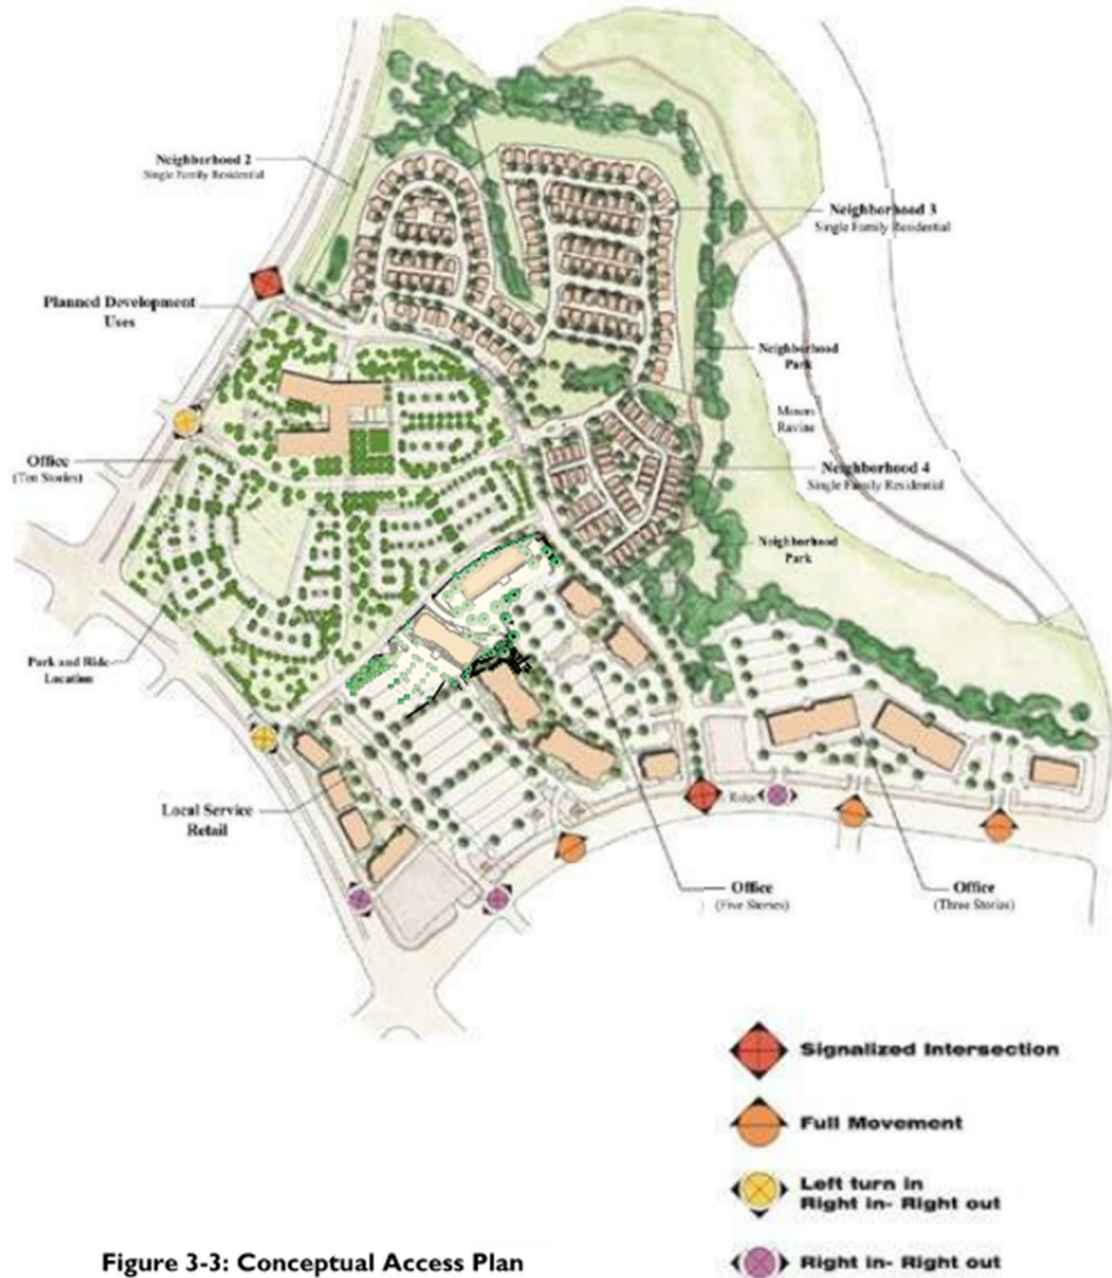 Neighborhood 2
Single Family Residential
Neighborhood 3
Single Family Residential
Planned Development
Uses
Neighborhood
Park
Miners
Ravine
Office
(Ten Stories)
Neighborhood 4
Single Family Residential
Neighborhood
Park
Park and Ride
Location
Local Service
Retail
Office
(Five Stories)
Office
(Three Stories)
Signalized Intersection
Full Movement
Left turn in
Right in- Right out
Right in- Right out
Figure 3-3: Conceptual Access Plan